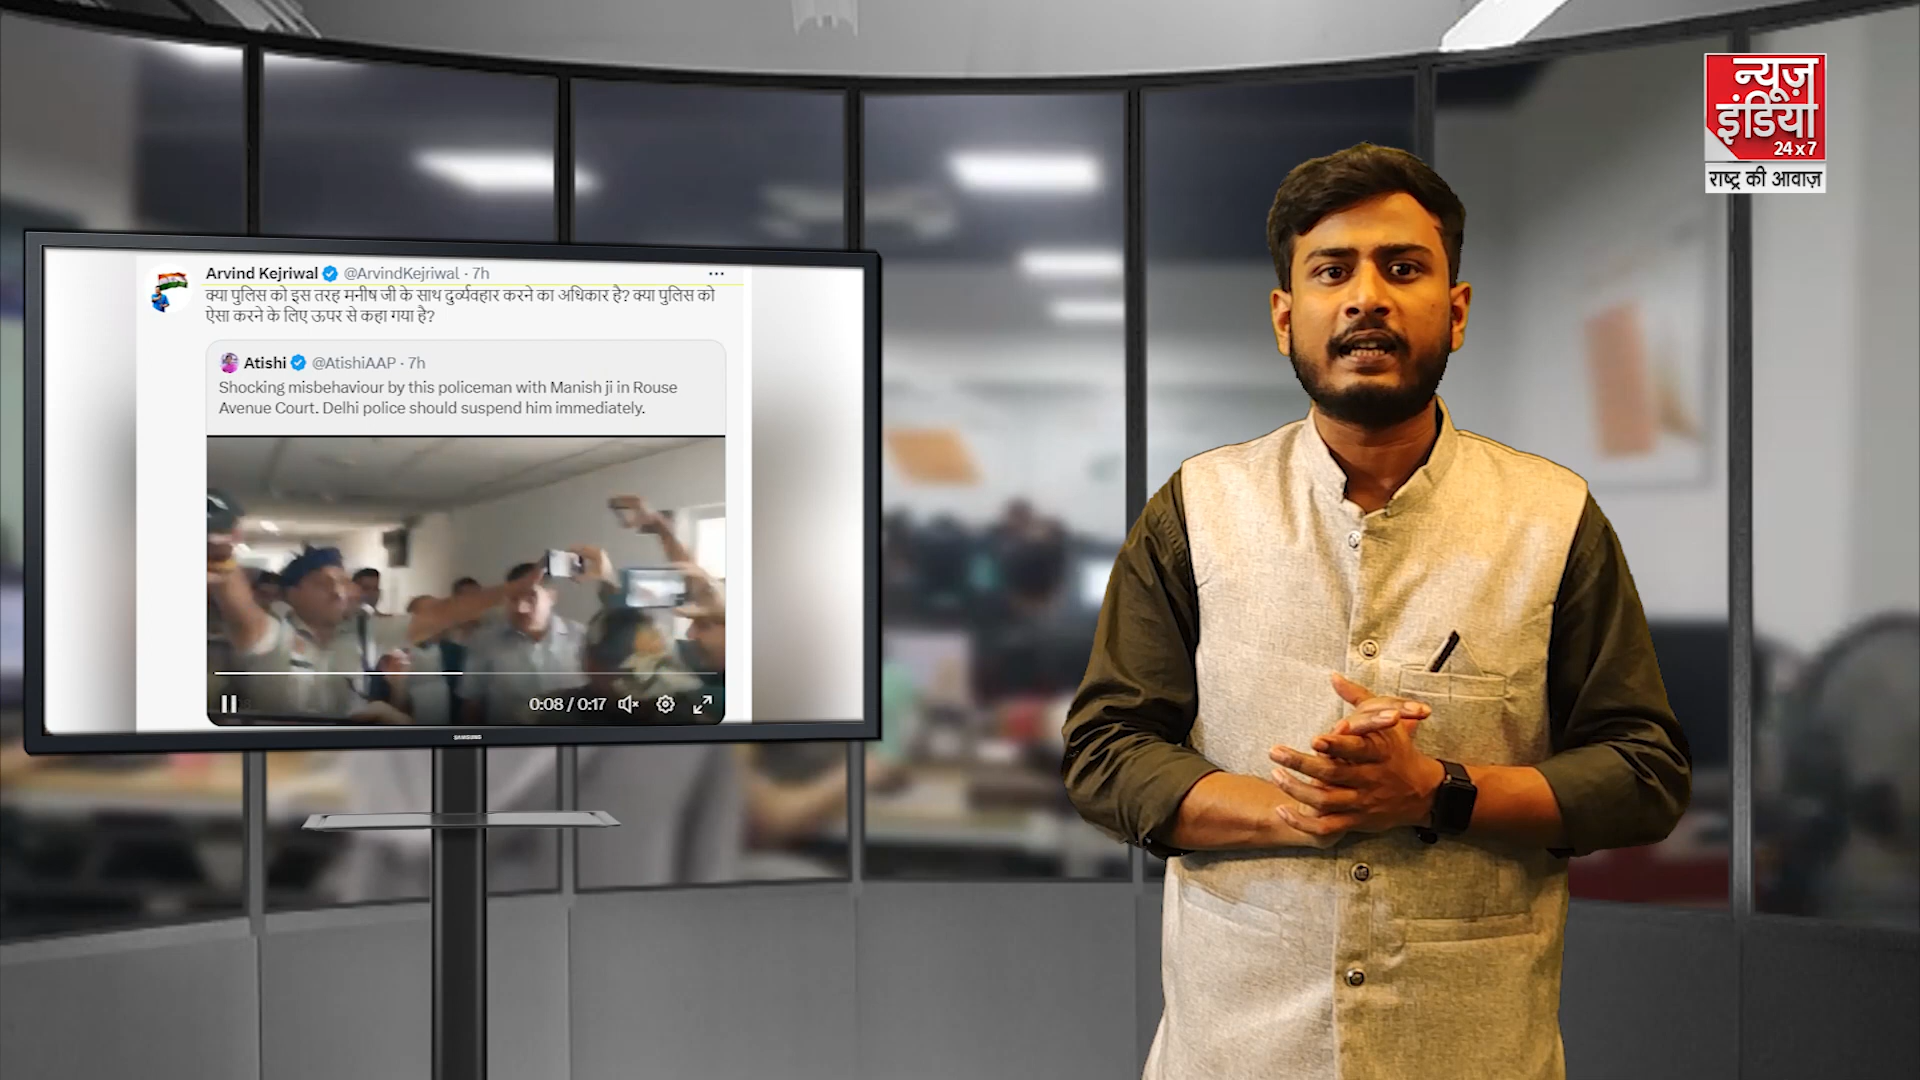 न्यूज़
इंडिया
24x7
राष्ट्र की आवाज़
Arvind Kejriwal @ArvindKejriwal · 7h
क्या पुलिस को इस तरह मनीष जी के साथ दुर्व्यवहार करने का अधिकार है? क्या पुलिस को
ऐसा करने के लिए ऊपर से कहा गया है?
Atishi @AtishiAAP · 7h
Shocking misbehaviour by this policeman with Manish ji in Rouse
Avenue Court. Delhi police should suspend him immediately.
0:08 / 0:17
SAMSUNG